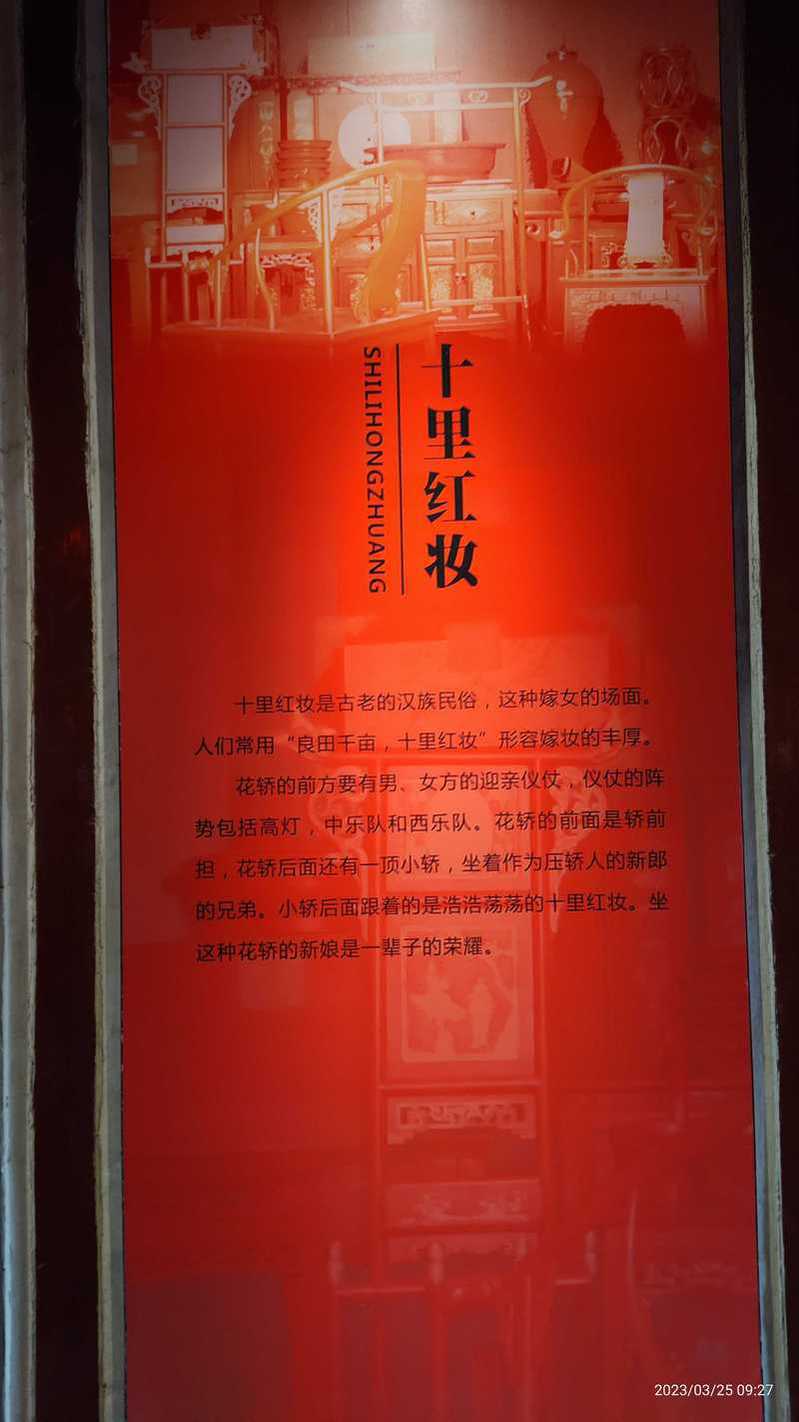 十里红妆
SHILIHONGZHUANG
十里红妆是古老的汉族民俗，这种嫁女的场面。
人们常用“良田千亩，十里红妆”形容嫁妆的丰厚。
花轿的前方要有男、女方的迎亲仪仗，仪仗的阵
势包括高灯，中乐队和西乐队。花轿的前面是轿前
担，花轿后面还有一顶小轿，坐着作为压轿人的新郎
的兄弟。小轿后面跟着的是浩浩荡荡的十里红妆。坐
这种花轿的新娘是一辈子的荣耀。
2023/03/25 09:27